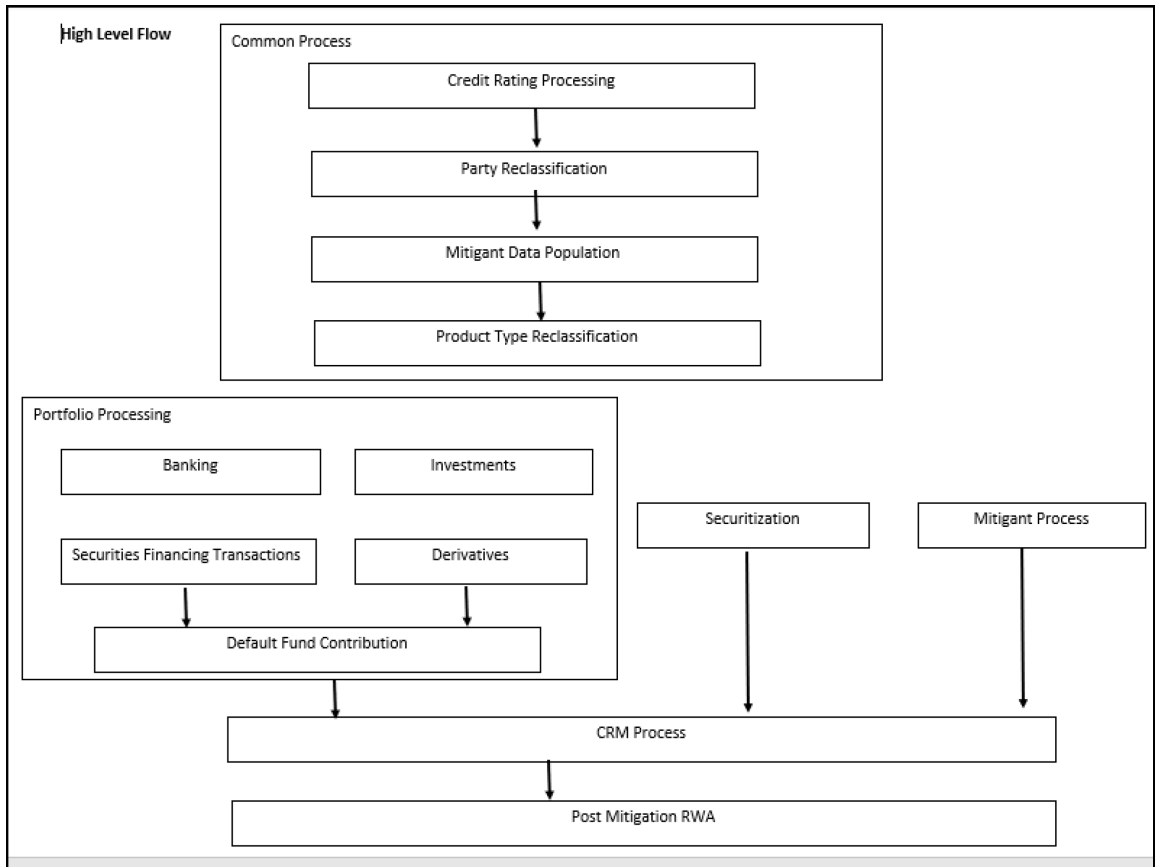 High Level Flow
Common Process
Credit Rating Processing
Party Reclassification
Mitigant Data Population
Product Type Reclassification
Portfolio Processing
Banking
Investments
Securitization
Mitigant Process
Securities Financing Transactions
Derivatives
Default Fund Contribution
CRM Process
Post Mitigation RWA